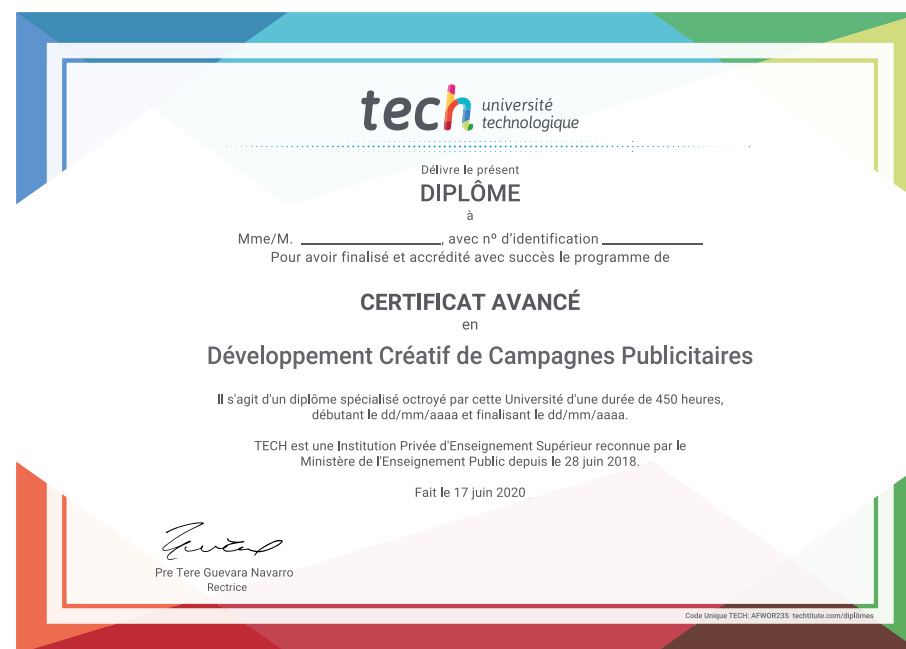 tech université
technologique
Délivre le présent
DIPLÔME
à
Mme/M. ____________________, avec nº d'identification ______________
Pour avoir finalisé et accrédité avec succès le programme de
CERTIFICAT AVANCÉ
en
Développement Créatif de Campagnes Publicitaires
Il s'agit d'un diplôme spécialisé octroyé par cette Université d'une durée de 450 heures,
débutant le dd/mm/aaaa et finalisant le dd/mm/aaaa.
TECH est une Institution Privée d'Enseignement Supérieur reconnue par le
Ministère de l'Enseignement Public depuis le 28 juin 2018.
Fait le 17 juin 2020
Pre Tere Guevara Navarro
Rectrice
Code Unique TECH: AFWOR23S techtitute.com/diplômes